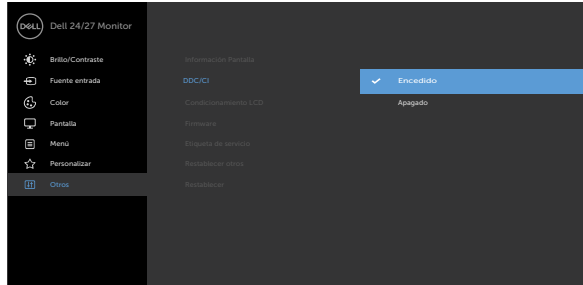 DELL Dell 24/27 Monitor
Brillo/Contraste Información Pantalla
Fuente entrada DDC/CI Encedido
Color Condicionamiento LCD Apagado
Pantalla Firmware
Menú Etiqueta de servicio
Personalizar Restablecer otros
Otros Restablecer